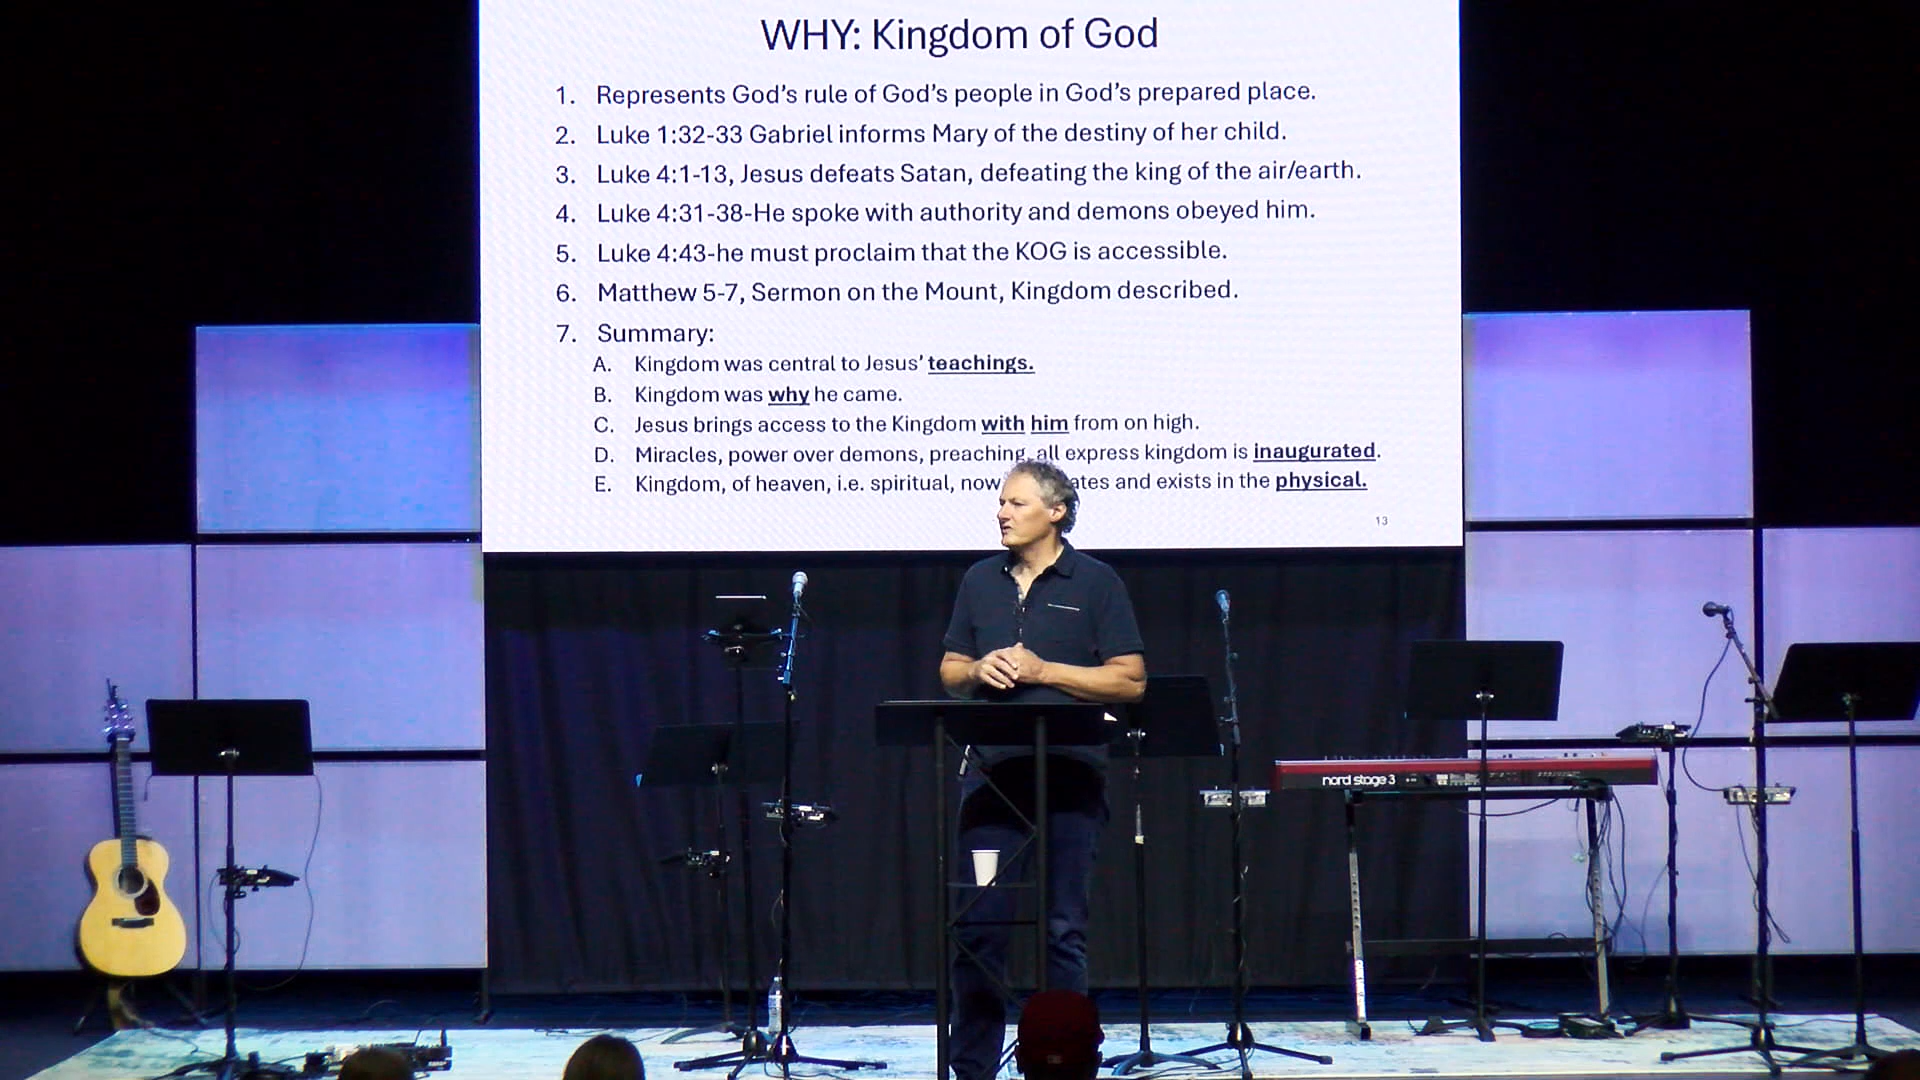 WHY: Kingdom of God
1. Represents God's rule of God's people in God's prepared place.
2. Luke 1:32-33 Gabriel informs Mary of the destiny of her child.
3. Luke 4:1-13, Jesus defeats Satan, defeating the king of the air/earth.
4. Luke 4:31-38-He spoke with authority and demons obeyed him.
5. Luke 4:43-he must proclaim that the KOG is accessible.
6. Matthew 5-7, Sermon on the Mount, Kingdom described.
7. Summary:
A. Kingdom was central to Jesus' teachings.
B. Kingdom was why he came.
C. Jesus brings access to the Kingdom with him from on high.
D. Miracles, power over demons, preaching, all express kingdom is inaugurated.
E. Kingdom, of heaven, i.e. spiritual, now ates and exists in the physical.
13
nord stage 3